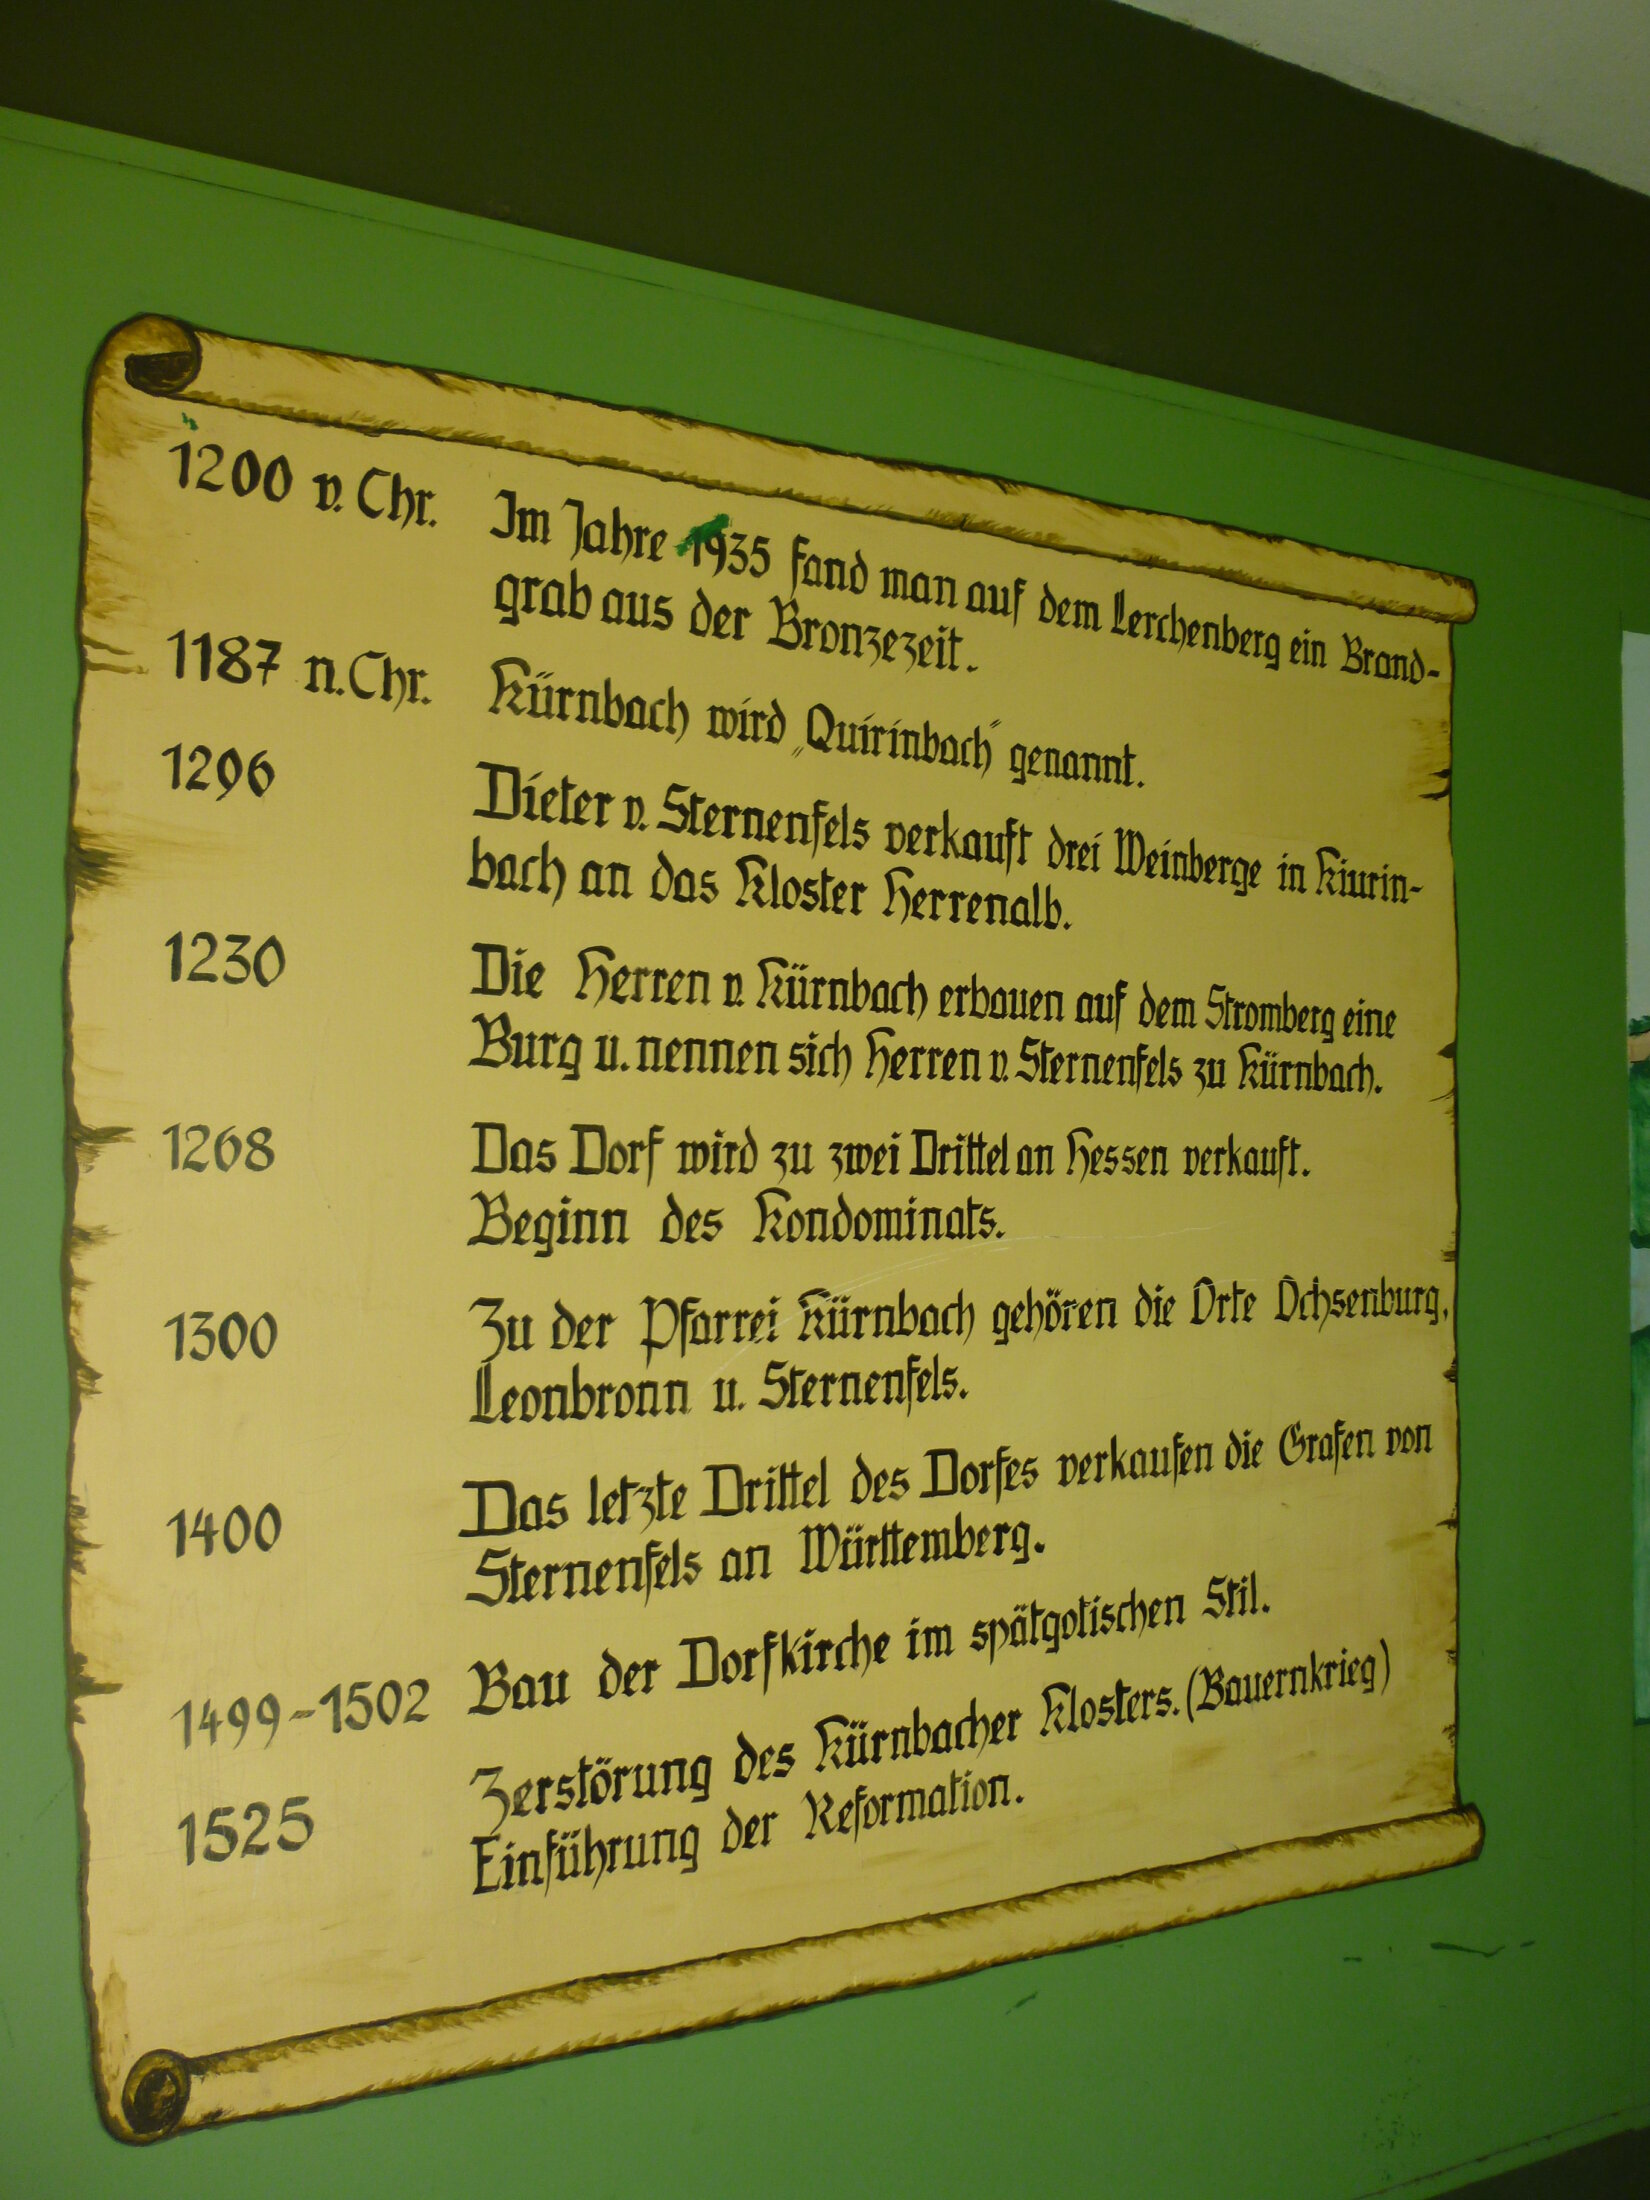 1200 v. Chr. Im Jahre 1935 fand man auf dem Lerchenberg ein Brand-
grab aus der Bronzezeit.
1187 n. Chr. Kürnbach wird „Quirinbach" genannt.
1296 Dieter v. Sternenfels verkauft drei Weinberge in Kiurin-
bach an das Kloster Herrenalb.
1230 Die Herren v. Kürnbach erbauen auf dem Stromberg eine
Burg u. nennen sich Herren v. Sternenfels zu Kürnbach.
1268 Das Dorf wird zu zwei Drittel an Hessen verkauft.
Beginn des Kondominats.
1300 Zu der Pfarrei Kürnbach gehören die Orte Ochsenburg,
Leonbronn u. Sternenfels.
1400 Das letzte Drittel des Dorfes verkaufen die Grafen von
Sternenfels an Württemberg.
1499-1502 Bau der Dorfkirche im spätgotischen Stil.
1525 Zerstörung des Kürnbacher Klosters. (Bauernkrieg)
Einführung der Reformation.